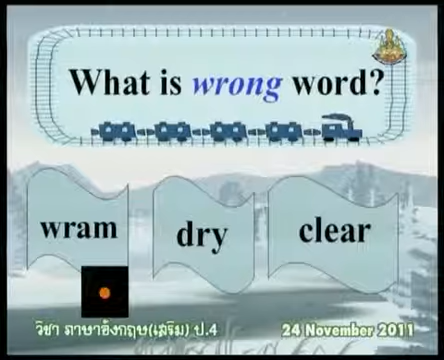 What is wrong word?
wram
dry
clear
วิชา ภาษาอังกฤษ(เสริม) ป.4
24 November 2011